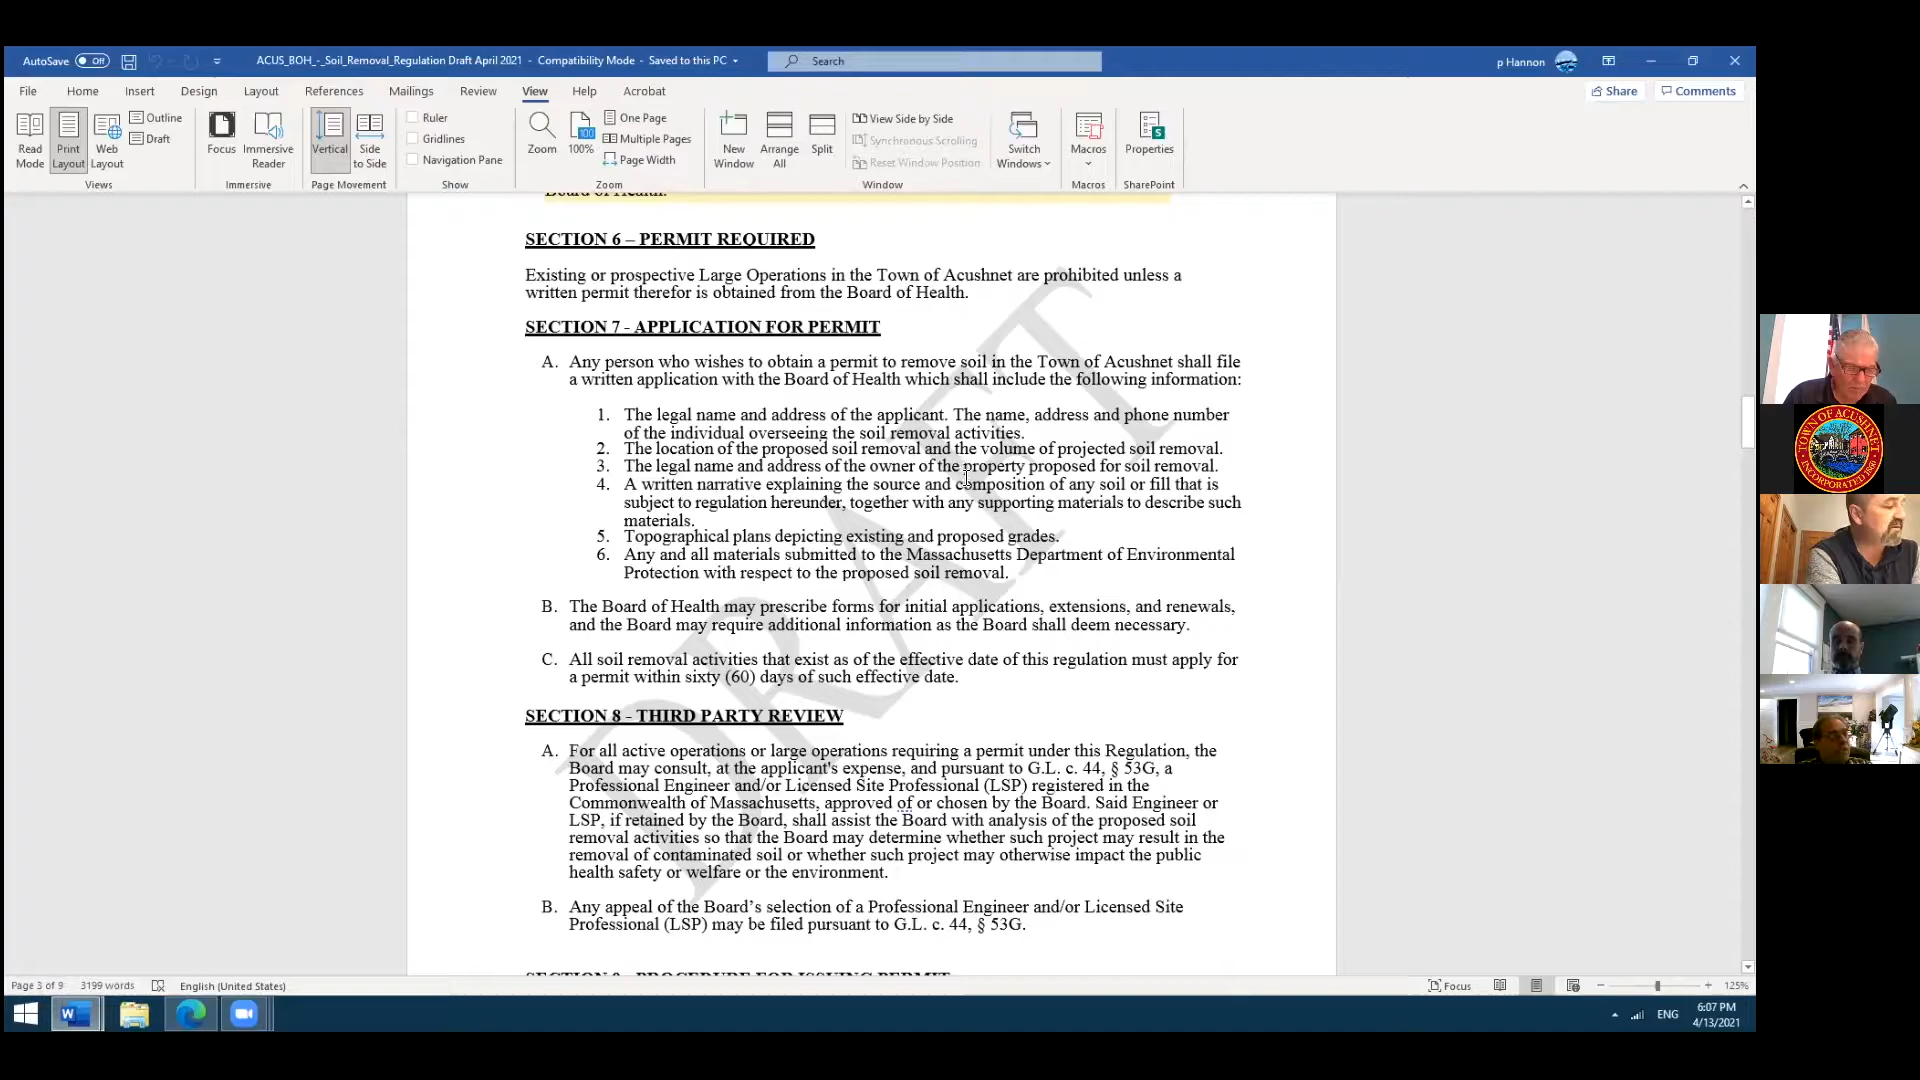 AutoSave Off ACUS_BOH_-_Soil_Removal_Regulation Draft April 2021 - Compatibility Mode - Saved to this PC Search p Hannon
File Home Insert Design Layout References Mailings Review View Help Acrobat Share Comments
Read Mode Print Layout Web Layout Outline Draft Views
Focus Immersive Reader Immersive
Vertical Side to Side Page Movement
Ruler Gridlines Navigation Pane Show
Zoom 100% One Page Multiple Pages Page Width Zoom
New Window Arrange All Split View Side by Side Synchronous Scrolling Reset Window Position Switch Windows Window
Macros Macros
Properties SharePoint
Board of Health.
SECTION 6 – PERMIT REQUIRED
Existing or prospective Large Operations in the Town of Acushnet are prohibited unless a
written permit therefor is obtained from the Board of Health.
SECTION 7 - APPLICATION FOR PERMIT
A. Any person who wishes to obtain a permit to remove soil in the Town of Acushnet shall file
a written application with the Board of Health which shall include the following information:
1. The legal name and address of the applicant. The name, address and phone number
of the individual overseeing the soil removal activities.
2. The location of the proposed soil removal and the volume of projected soil removal.
3. The legal name and address of the owner of the property proposed for soil removal.
4. A written narrative explaining the source and composition of any soil or fill that is
subject to regulation hereunder, together with any supporting materials to describe such
materials.
5. Topographical plans depicting existing and proposed grades.
6. Any and all materials submitted to the Massachusetts Department of Environmental
Protection with respect to the proposed soil removal.
B. The Board of Health may prescribe forms for initial applications, extensions, and renewals,
and the Board may require additional information as the Board shall deem necessary.
C. All soil removal activities that exist as of the effective date of this regulation must apply for
a permit within sixty (60) days of such effective date.
SECTION 8 - THIRD PARTY REVIEW
A. For all active operations or large operations requiring a permit under this Regulation, the
Board may consult, at the applicant's expense, and pursuant to G.L. c. 44, § 53G, a
Professional Engineer and/or Licensed Site Professional (LSP) registered in the
Commonwealth of Massachusetts, approved of or chosen by the Board. Said Engineer or
LSP, if retained by the Board, shall assist the Board with analysis of the proposed soil
removal activities so that the Board may determine whether such project may result in the
removal of contaminated soil or whether such project may otherwise impact the public
health safety or welfare or the environment.
B. Any appeal of the Board’s selection of a Professional Engineer and/or Licensed Site
Professional (LSP) may be filed pursuant to G.L. c. 44, § 53G.
SECTION 9 - PROCEDURE FOR ISSUING PERMIT
DRAFT
TOWN OF ACUSHNET
INCORPORATED 1860
Page 3 of 9 3199 words English (United States) Focus 125%
ENG 6:07 PM
4/13/2021